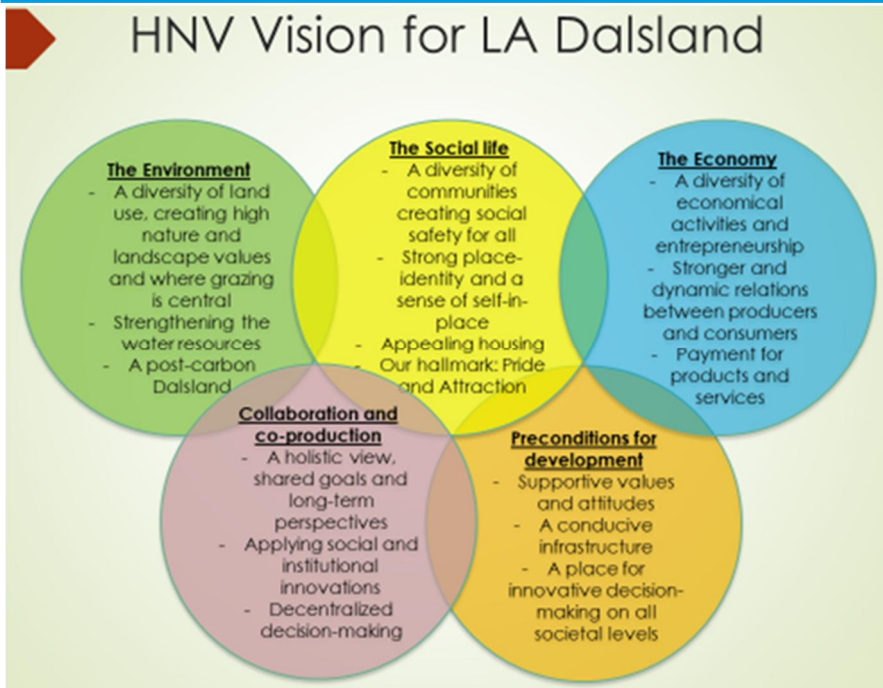 HNV Vision for LA Dalsland
The Environment
- A diversity of land
use, creating high
nature and
landscape values
and where grazing
is central
- Strengthening the
water resources
- A post-carbon
Dalsland
The Social life
- A diversity of
communities
creating social
safety for all
- Strong place-
identity and a
sense of self-in-
place
- Appealing housing
- Our hallmark: Pride
and Attraction
The Economy
- A diversity of
economical
activities and
entrepreneurship
- Stronger and
dynamic relations
between producers
and consumers
- Payment for
products and
services
Collaboration and
co-production
- A holistic view,
shared goals and
long-term
perspectives
- Applying social and
institutional
innovations
- Decentralized
decision-making
Preconditions for
development
- Supportive values
and attitudes
- A conducive
infrastructure
- A place for
innovative decision-
making on all
societal levels